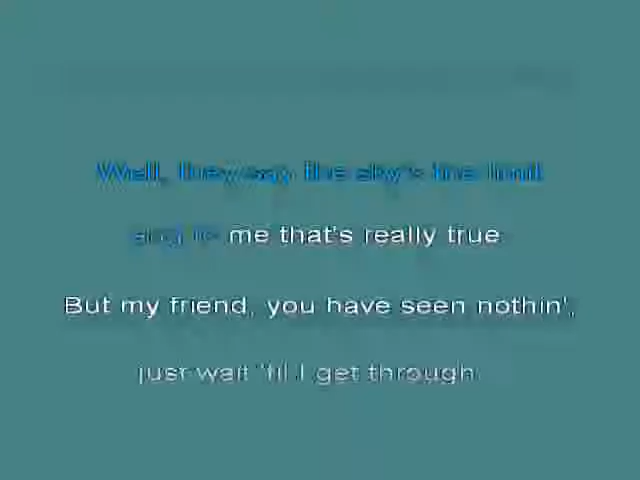 Well, they say the sky's the limit
and to me that's really true
But my friend, you have seen nothin',
just wait 'til I get through